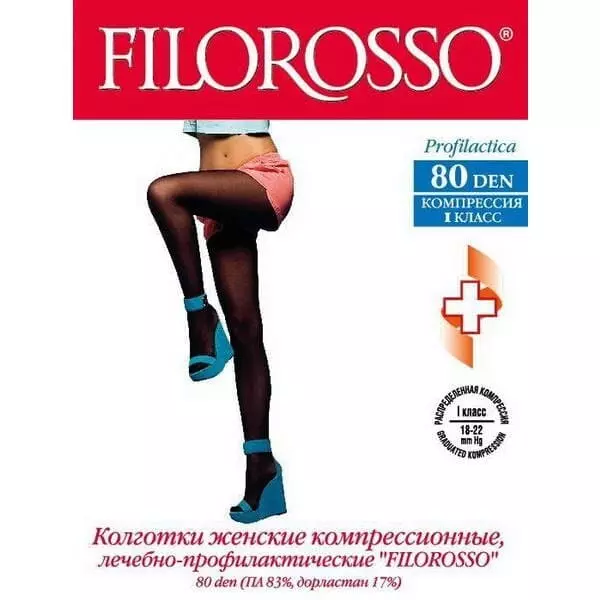 FILOROSSO®
Profilactica
80 DEN
КОМПРЕССИЯ
I КЛАСС
РАСПРЕДЕЛЕННАЯ КОМПРЕССИЯ
I класс
18-22
mm Hg
GRADUATED KOMPRESSION
Колготки женские компрессионные,
лечебно-профилактические "FILOROSSO"
80 den (ПА 83%, дорластан 17%)